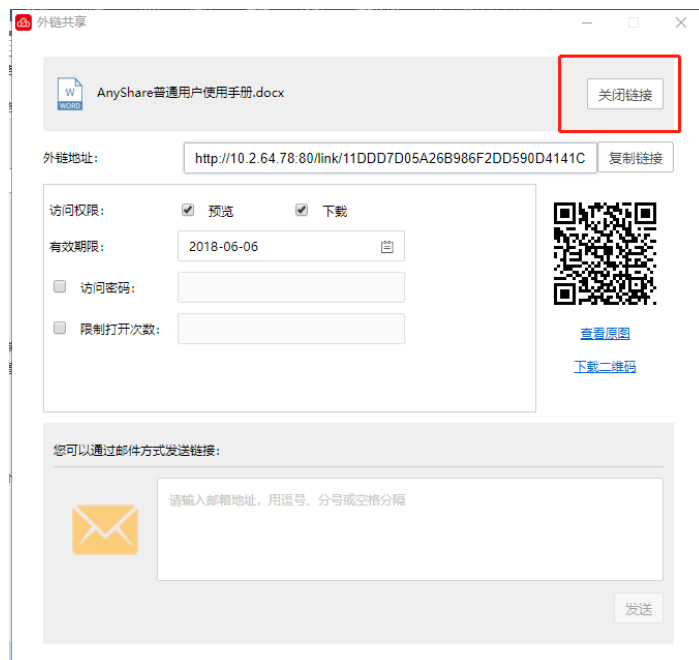 外链共享
AnyShare普通用户使用手册.docx
W
WORD
关闭链接
外链地址:
http://10.2.64.78:80/link/11DDD7D05A26B986F2DD590D4141C
复制链接
访问权限:
预览
下载
有效期限:
2018-06-06
访问密码:
限制打开次数:
查看原图
下载二维码
您可以通过邮件方式发送链接:
请输入邮箱地址，用逗号、分号或空格分隔
发送